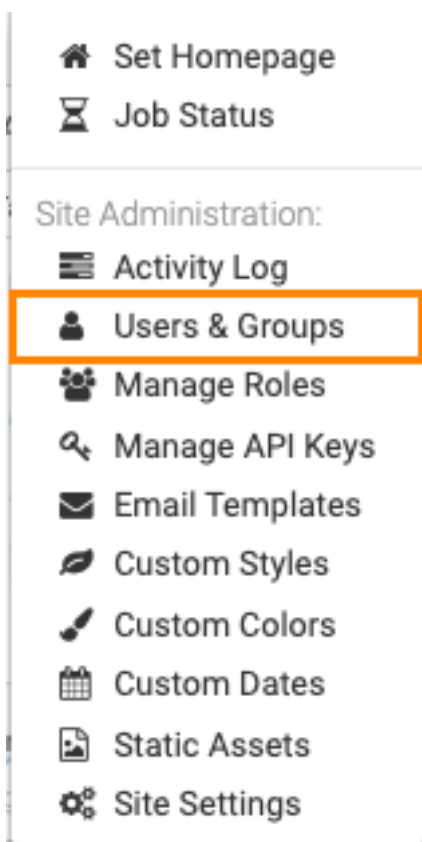 Set Homepage
Job Status
Site Administration:
Activity Log
Users & Groups
Manage Roles
Manage API Keys
Email Templates
Custom Styles
Custom Colors
Custom Dates
Static Assets
Site Settings